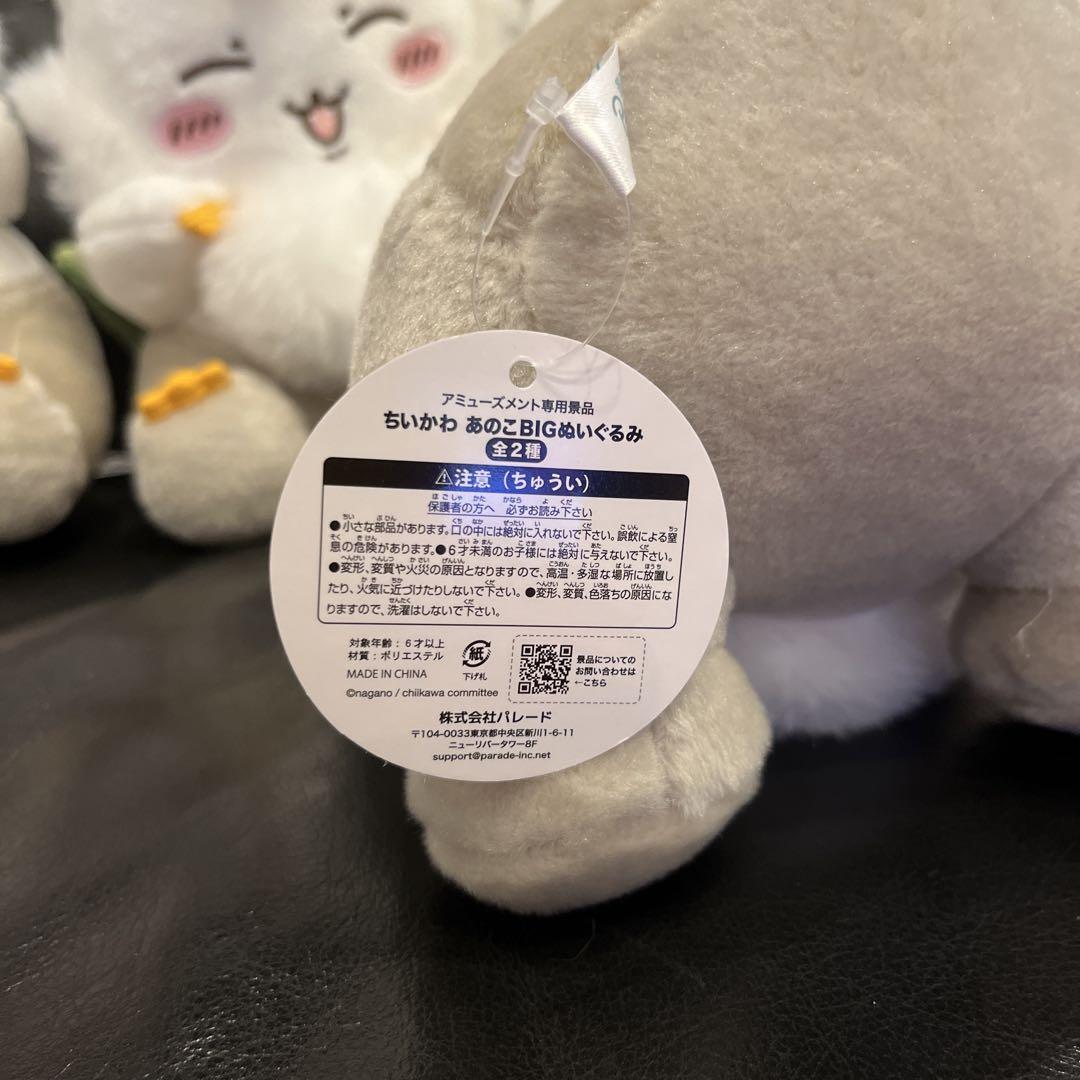 アミューズメント専用景品
ちいかわ あのこBIGぬいぐるみ
全2種
⚠注意（ちゅうい）
保護者の方へ 必ずお読み下さい
●小さな部品があります。口の中には絶対に入れないで下さい。誤飲による窒
息の危険があります。●6才未満のお子様には絶対に与えないで下さい。
●変形、変質や火災の原因となりますので、高温・多湿な場所に放置し
たり、火気に近づけたりしないで下さい。 ●変形、変質、色落ちの原因にな
りますので、洗濯はしないで下さい。
対象年齢：6才以上
材質：ポリエステル
MADE IN CHINA
©nagano / chiikawa committee
紙
下げ札
景品についての
お問い合わせは
←こちら
株式会社パレード
〒104-0033東京都中央区新川1-6-11
ニューリバータワー8F
support@parade-inc.net